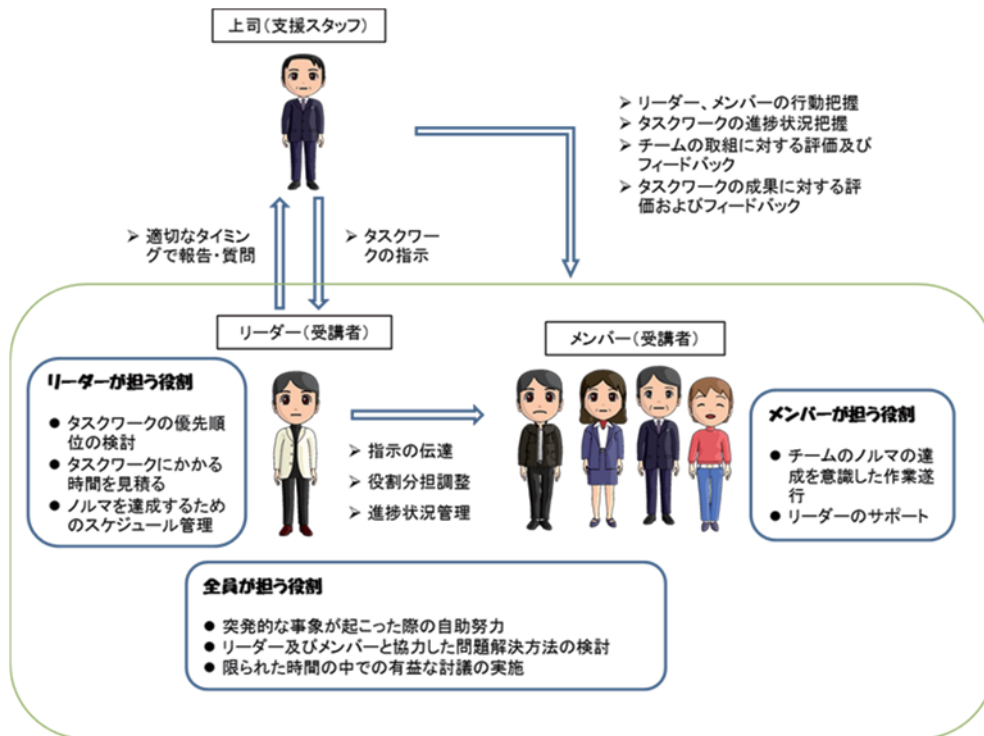 上司(支援スタッフ)
➢ リーダー、メンバーの行動把握
➢ タスクワークの進捗状況把握
➢ チームの取組に対する評価及び
フィードバック
➢ タスクワークの成果に対する評
価およびフィードバック
➢ 適切なタイミン
グで報告・質問
➢ タスクワー
クの指示
リーダー(受講者)
メンバー(受講者)
リーダーが担う役割
● タスクワークの優先順
位の検討
● タスクワークにかかる
時間を見積る
● ノルマを達成するため
のスケジュール管理
➢ 指示の伝達
➢ 役割分担調整
➢ 進捗状況管理
メンバーが担う役割
● チームのノルマの達
成を意識した作業遂
行
● リーダーのサポート
全員が担う役割
● 突発的な事象が起こった際の自助努力
● リーダー及びメンバーと協力した問題解決方法の検討
● 限られた時間の中での有益な討議の実施